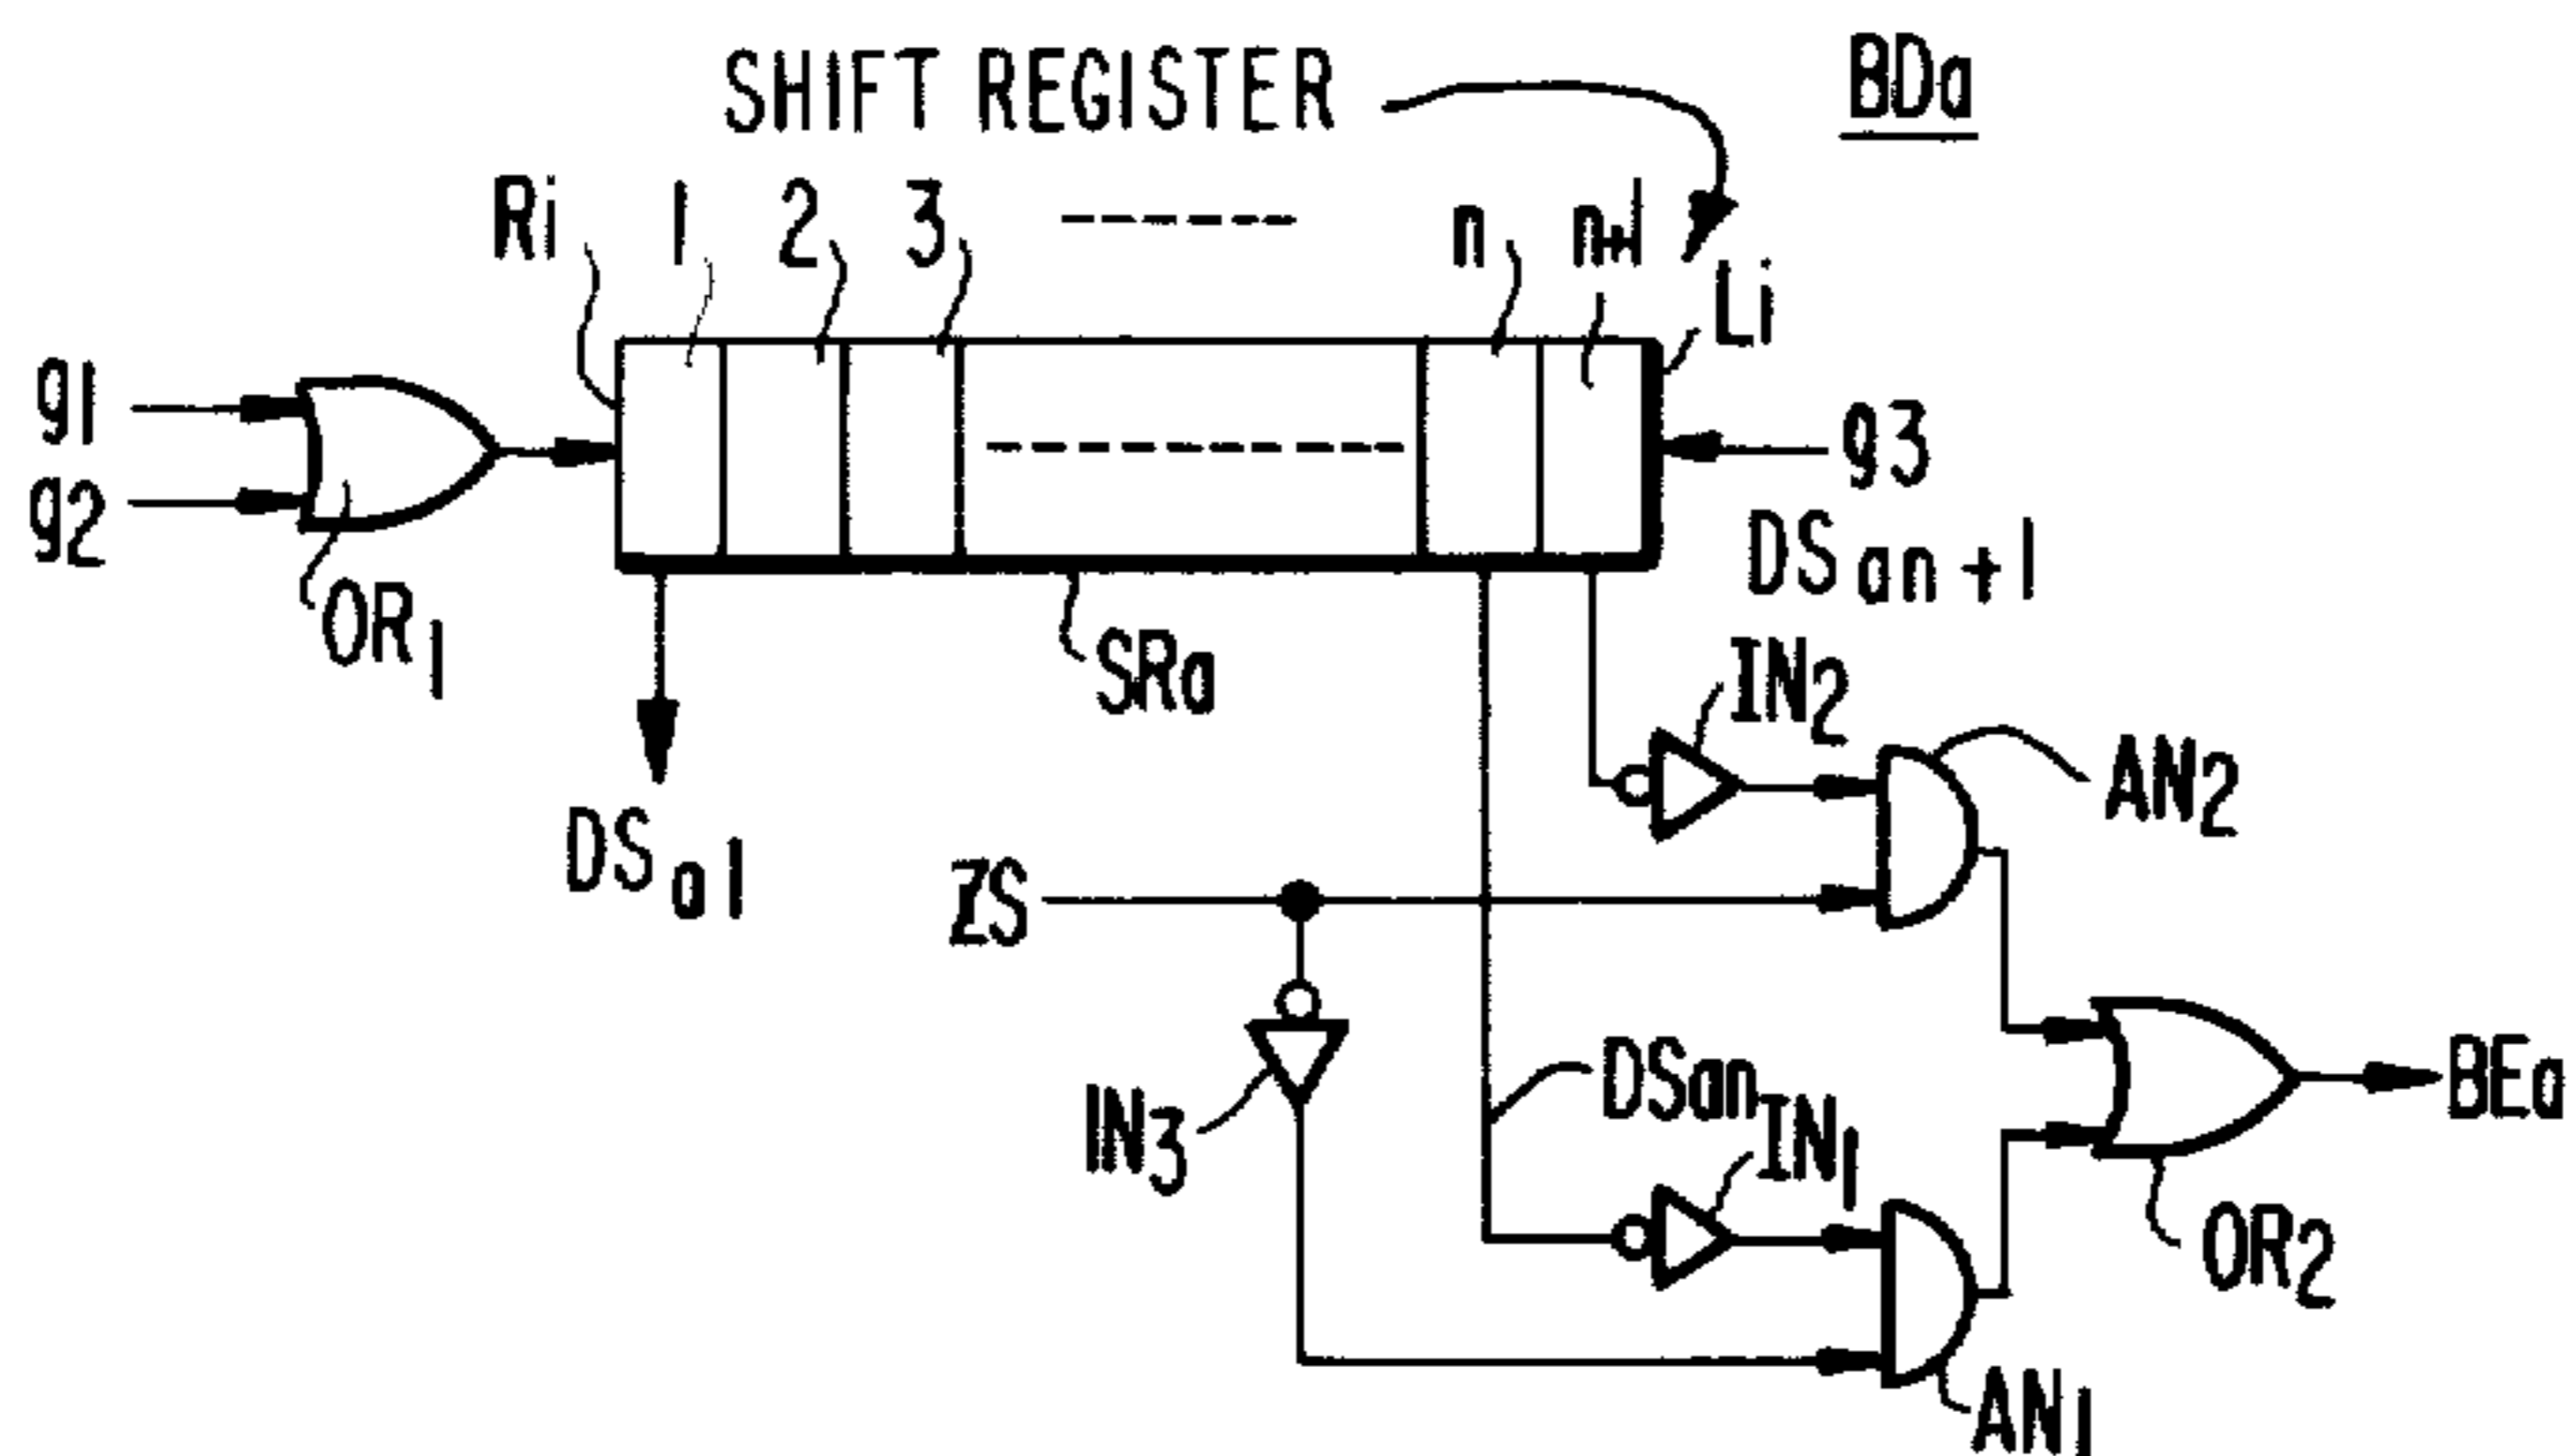 SHIFT REGISTER
BDa
Ri 1 2 3 n n+1
Li
g1
g2
g3
OR1
DSan+1
SRa
IN2
AN2
DSa1
ZS
IN3
DSan
IN1
BEa
OR2
AN1